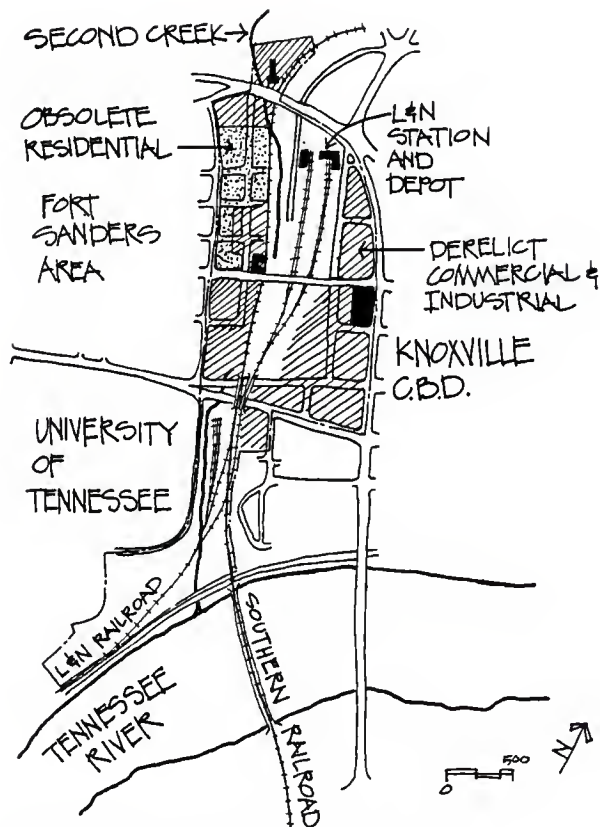 SECOND CREEK
OBSOLETE
RESIDENTIAL
L&N
STATION
AND
DEPOT
FORT
SANDERS
AREA
DERELICT
COMMERCIAL &
INDUSTRIAL
KNOXVILLE
C.B.D.
UNIVERSITY
OF
TENNESSEE
L&N RAILROAD
SOUTHERN
RAILROAD
TENNESSEE
RIVER
0
500
N